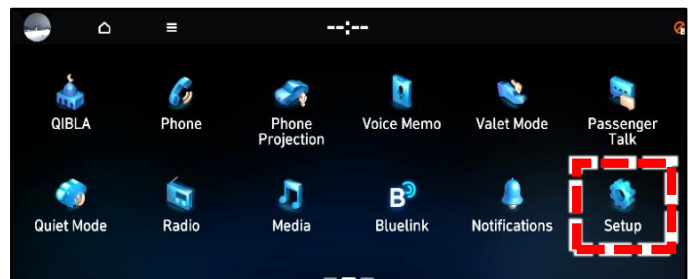 --:--
QIBLA
Phone
Phone
Projection
Voice Memo
Valet Mode
Passenger
Talk
Quiet Mode
Radio
Media
B
Bluelink
Notifications
Setup